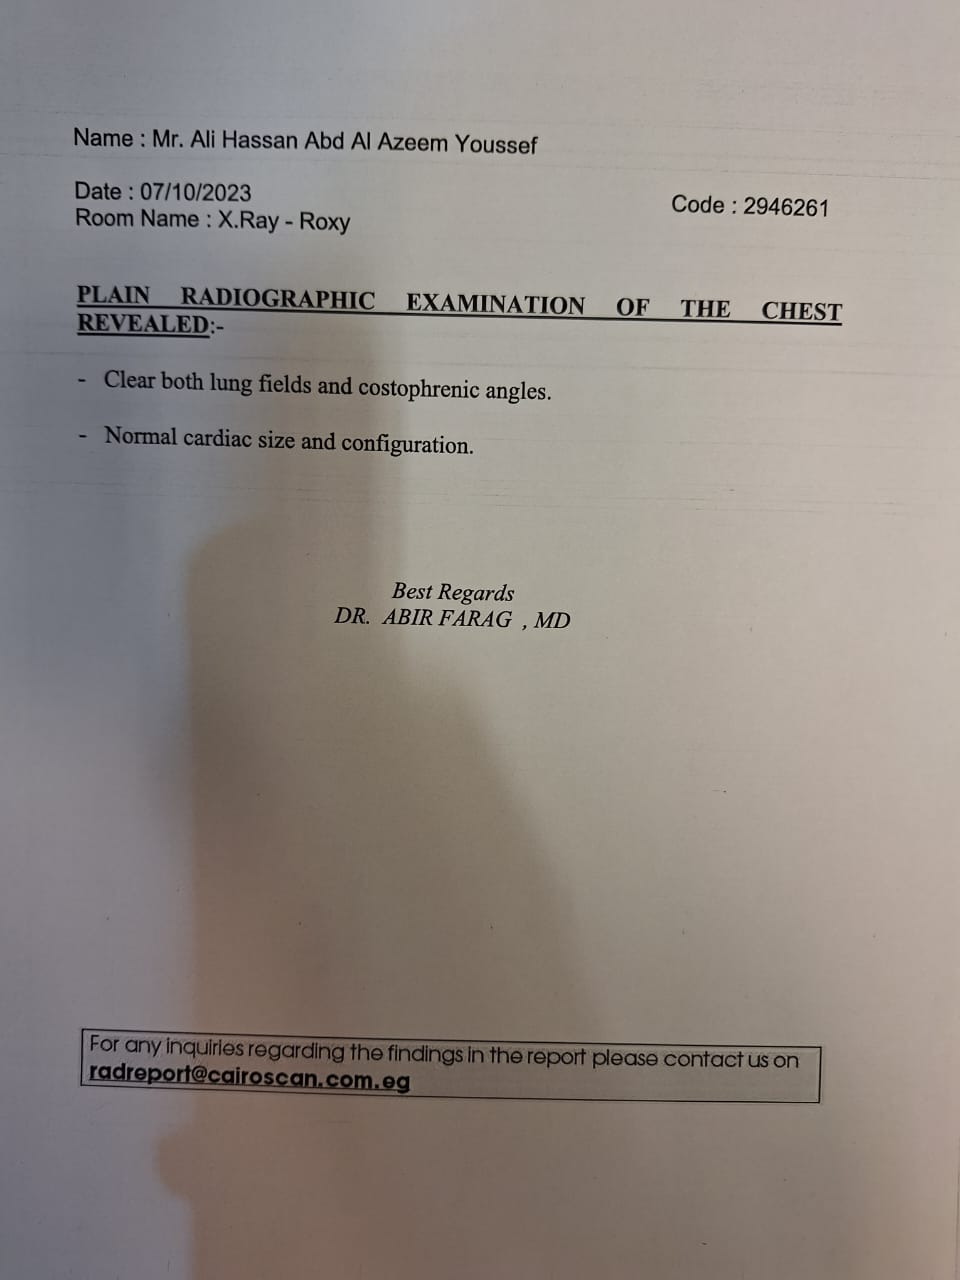 Name : Mr. Ali Hassan Abd Al Azeem Youssef
Date : 07/10/2023
Code : 2946261
Room Name : X.Ray - Roxy
PLAIN RADIOGRAPHIC EXAMINATION OF THE CHEST
REVEALED:-
- Clear both lung fields and costophrenic angles.
- Normal cardiac size and configuration.
Best Regards
DR. ABIR FARAG , MD
For any inquiries regarding the findings in the report please contact us on
radreport@cairoscan.com.eg